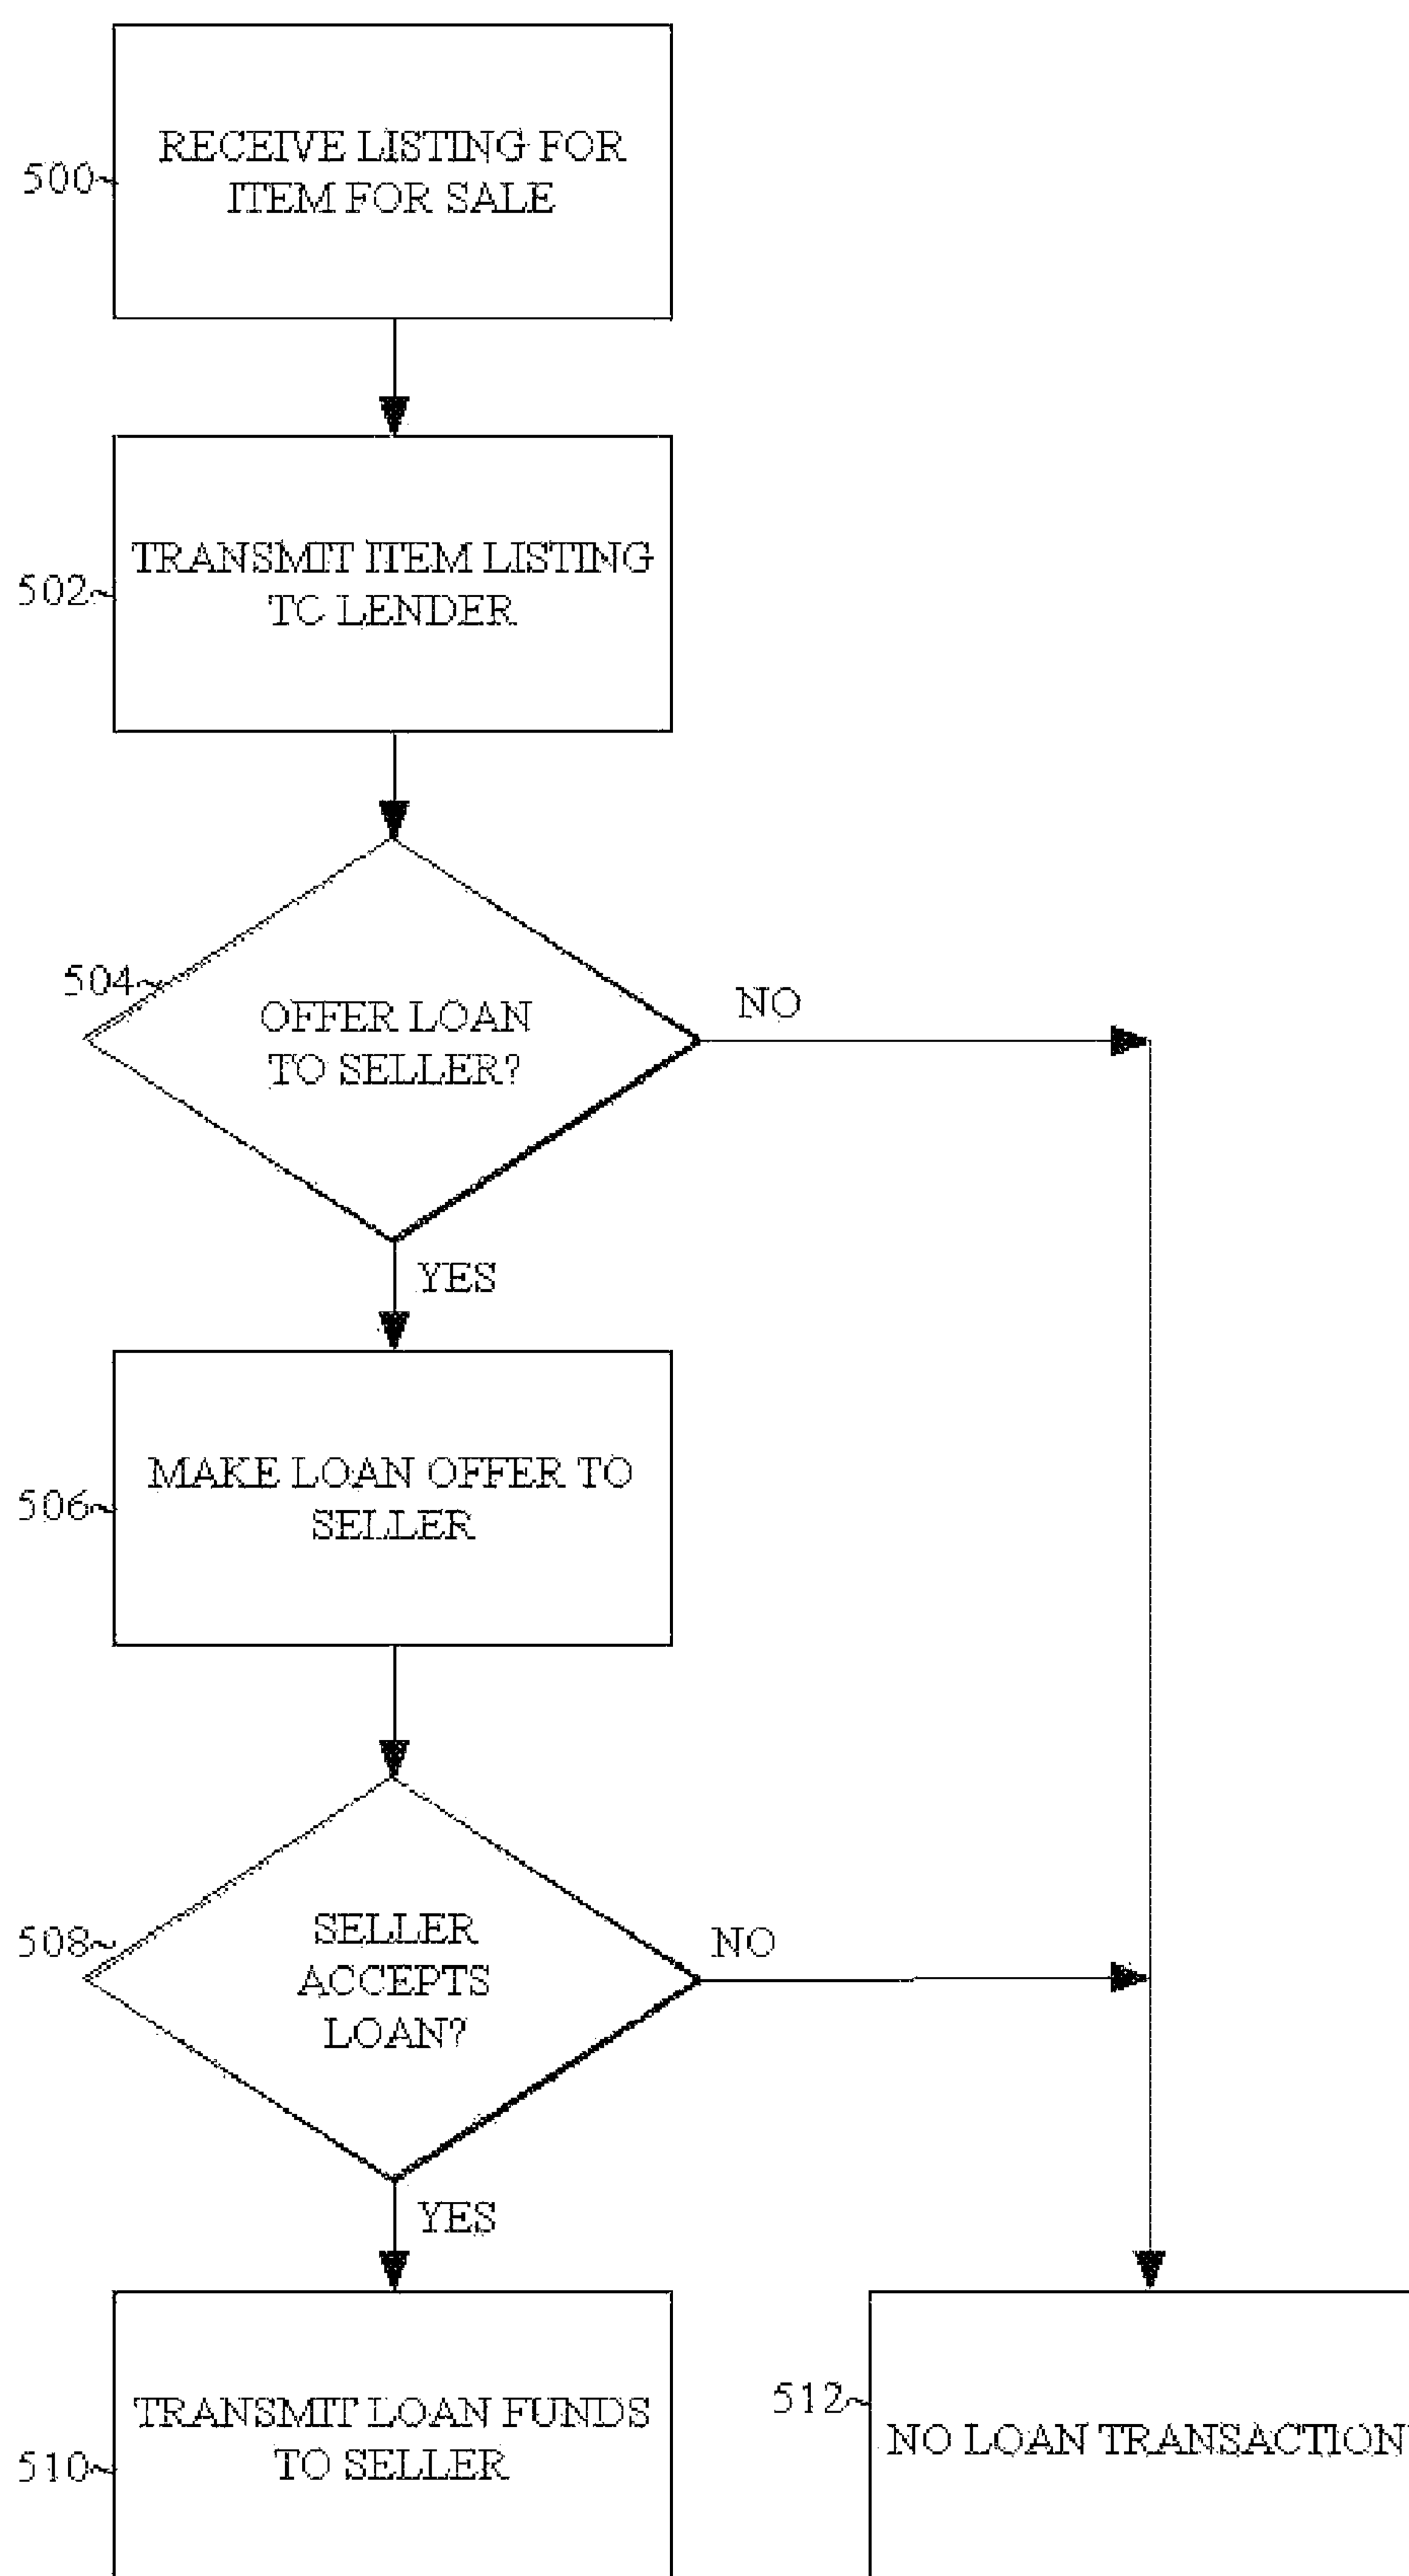 RECEIVE LISTING FOR
ITEM FOR SALE
500
TRANSMIT ITEM LISTING
TO LENDER
502
504
OFFER LOAN
TO SELLER?
NO
YES
MAKE LOAN OFFER TO
SELLER
506
508
SELLER
ACCEPTS
LOAN?
NO
YES
TRANSMIT LOAN FUNDS
TO SELLER
510
512
NO LOAN TRANSACTION